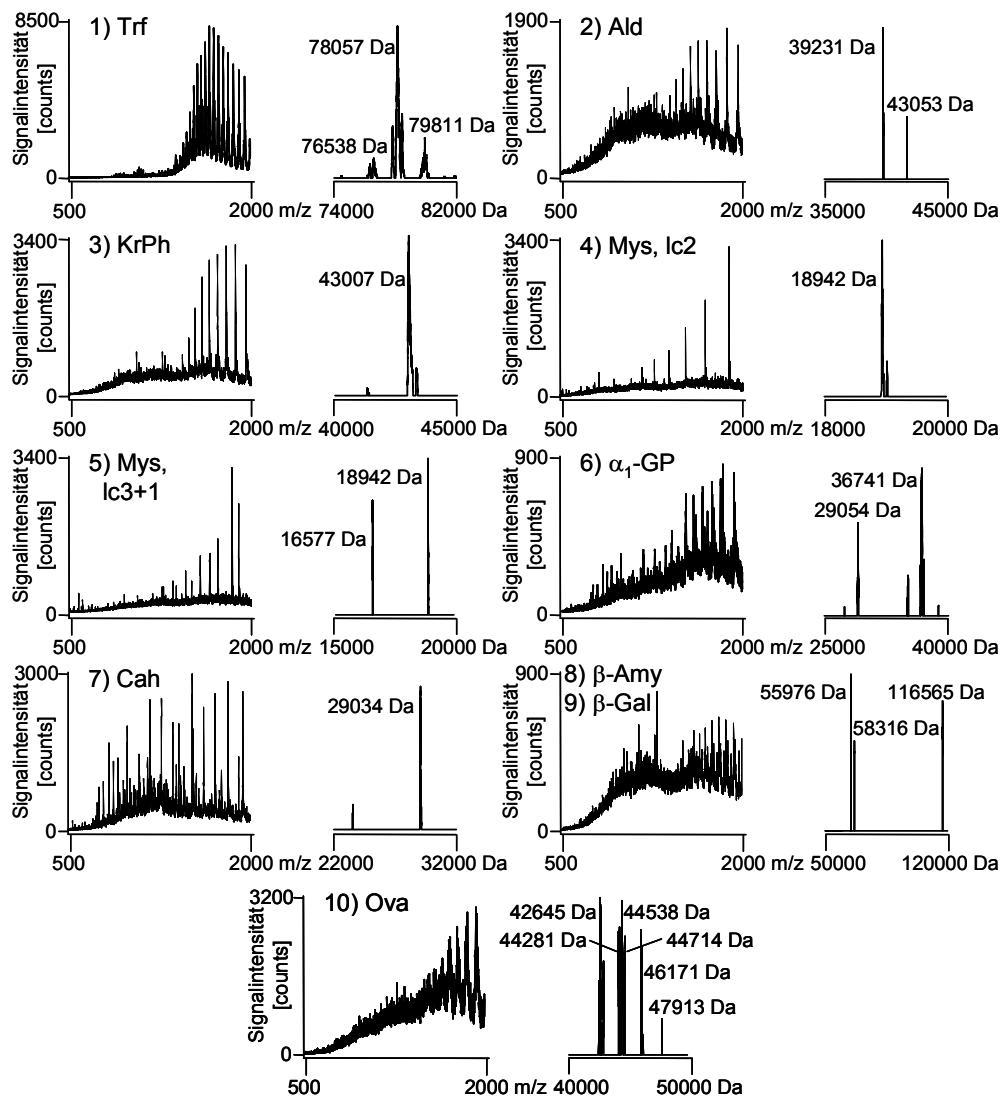 8500
1) Trf
Signalintensität
[counts]
0
500
2000 m/z
78057 Da
76538 Da
79811 Da
74000
82000 Da
1900
2) Ald
Signalintensität
[counts]
0
500
2000 m/z
39231 Da
43053 Da
35000
45000 Da
3400
3) KrPh
Signalintensität
[counts]
0
500
2000 m/z
43007 Da
40000
45000 Da
3400
4) Mys, lc2
Signalintensität
[counts]
0
500
2000 m/z
18942 Da
18000
20000 Da
3400
5) Mys,
lc3+1
Signalintensität
[counts]
0
500
2000 m/z
18942 Da
16577 Da
15000
20000 Da
900
6) α1-GP
Signalintensität
[counts]
0
500
2000 m/z
36741 Da
29054 Da
25000
40000 Da
3000
7) Cah
Signalintensität
[counts]
0
500
2000 m/z
29034 Da
22000
32000 Da
900
8) β-Amy
9) β-Gal
Signalintensität
[counts]
0
500
2000 m/z
55976 Da
116565 Da
58316 Da
50000
120000 Da
3200
10) Ova
Signalintensität
[counts]
0
500
2000 m/z
42645 Da
44538 Da
44281 Da
44714 Da
46171 Da
47913 Da
40000
50000 Da